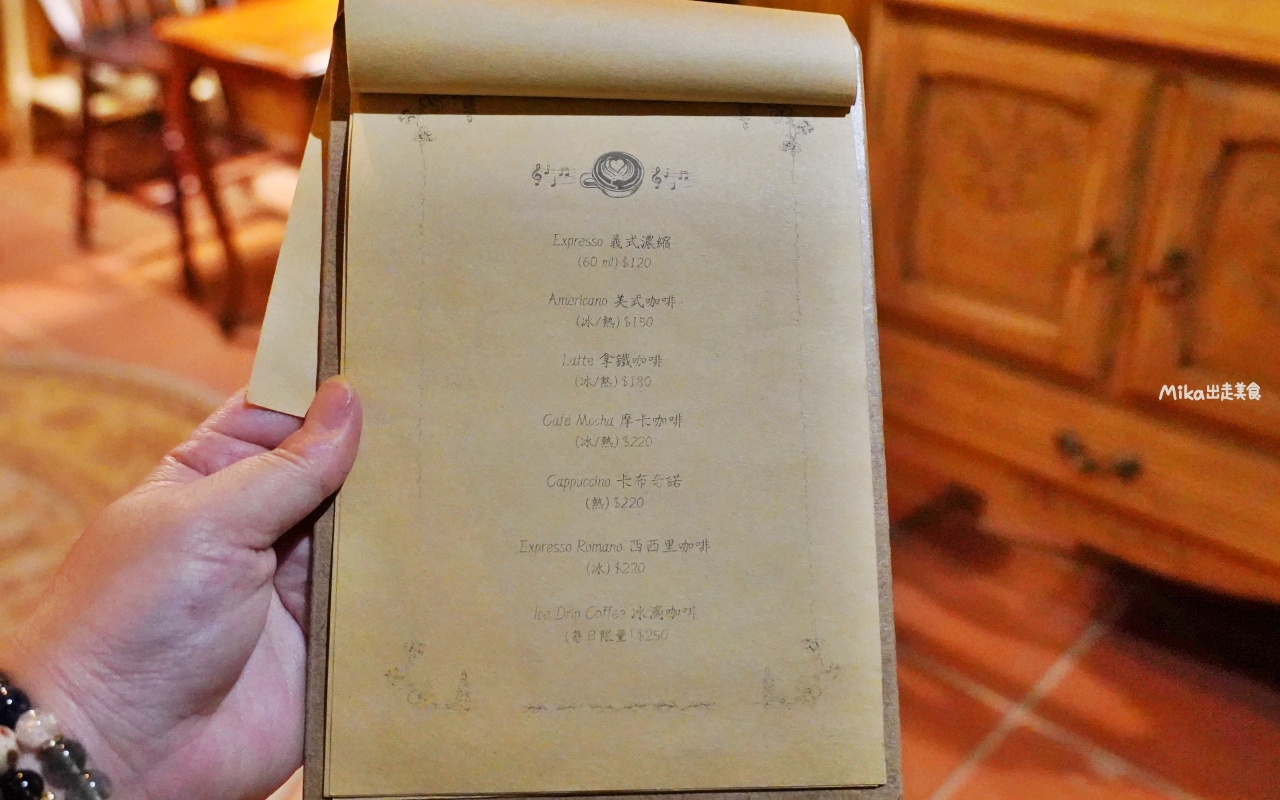 Expresso 義式濃縮
(60 ml) $120
Americano 美式咖啡
(冰/熱) $150
Latte 拿鐵咖啡
(冰/熱) $180
Café Mocha 摩卡咖啡
(冰/熱) $220
Cappuccino 卡布奇諾
(熱) $220
Expresso Romano 西西里咖啡
(冰) $220
Ice Drip Coffee 冰滴咖啡
(每日限量) $250
Mika出走美食